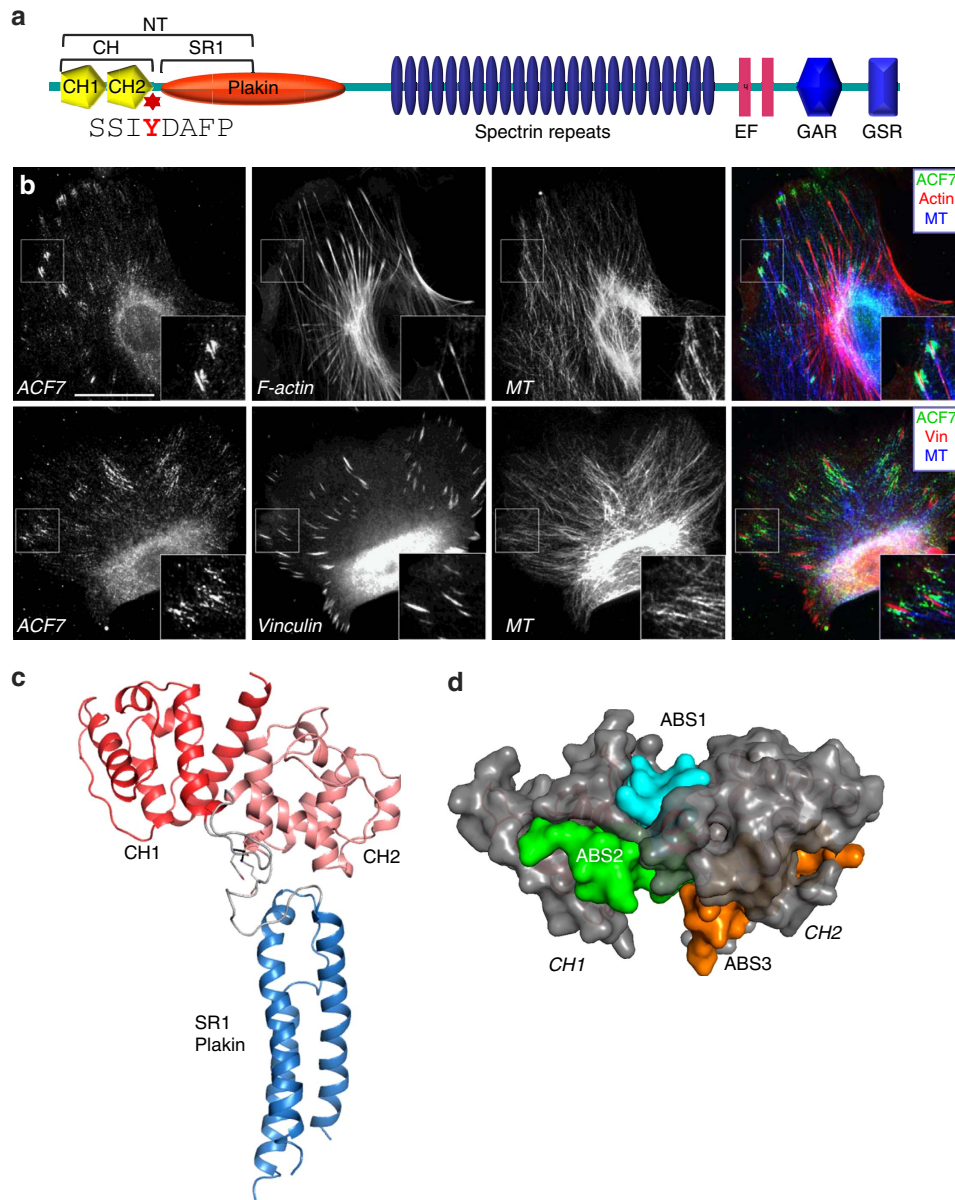 a
NT
CH
SR1
CH1
CH2
Plakin
SSIYDAFP
Spectrin repeats
EF
GAR
GSR
b
ACF7
F-actin
MT
ACF7
Actin
MT
ACF7
Vinculin
MT
ACF7
Vin
MT
c
CH1
CH2
SR1
Plakin
d
ABS1
ABS2
ABS3
CH1
CH2